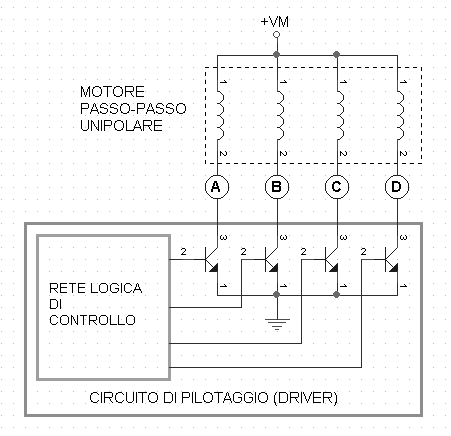 +VM
MOTORE
PASSO-PASSO
UNIPOLARE
1 1 1 1
2 2 2 2
A B C D
3 3 3 3
2 2 2 2
1 1 1 1
RETE LOGICA
DI
CONTROLLO
CIRCUITO DI PILOTAGGIO (DRIVER)